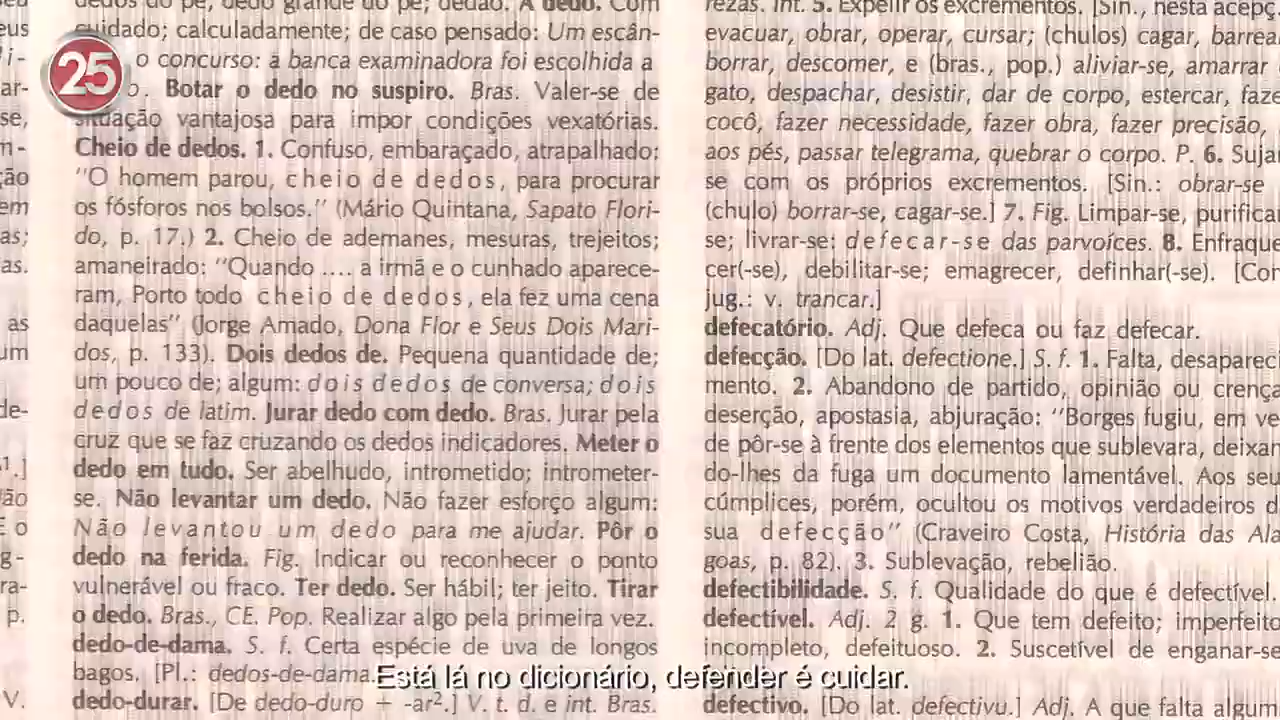 25
eus
i-
ar-
se,
m-
ção
em
as;
as.
as
um
de-
¹.]
Não
E o
g-
ra-
p.
V.
dedos do pé, dedo grande do pé; dedão. A dedo. Com
cuidado; calculadamente; de caso pensado: Um escân-
o concurso: a banca examinadora foi escolhida a
o. Botar o dedo no suspiro. Bras. Valer-se de
situação vantajosa para impor condições vexatórias.
Cheio de dedos. 1. Confuso, embaraçado, atrapalhado:
"O homem parou, cheio de dedos, para procurar
os fósforos nos bolsos." (Mário Quintana, Sapato Flori-
do, p. 17.) 2. Cheio de ademanes, mesuras, trejeitos;
amaneirado: "Quando .... a irmã e o cunhado aparece-
ram, Porto todo cheio de dedos, ela fez uma cena
daquelas" (Jorge Amado, Dona Flor e Seus Dois Mari-
dos, p. 133). Dois dedos de. Pequena quantidade de;
um pouco de; algum: dois dedos de conversa; dois
dedos de latim. Jurar dedo com dedo. Bras. Jurar pela
cruz que se faz cruzando os dedos indicadores. Meter o
dedo em tudo. Ser abelhudo, intrometido; intrometer-
se. Não levantar um dedo. Não fazer esforço algum:
Não levantou um dedo para me ajudar. Pôr o
dedo na ferida. Fig. Indicar ou reconhecer o ponto
vulnerável ou fraco. Ter dedo. Ser hábil; ter jeito. Tirar
o dedo. Bras., CE. Pop. Realizar algo pela primeira vez.
dedo-de-dama. S. f. Certa espécie de uva de longos
bagos. [Pl.: dedos-de-dama.
dedo-durar. [De dedo-duro + -ar².] V. t. d. e int. Bras.
rezas. Int. 5. Expelir os excrementos. [Sin., nesta acepç
evacuar, obrar, operar, cursar; (chulos) cagar, barrear
borrar, descomer, e (bras., pop.) aliviar-se, amarrar
gato, despachar, desistir, dar de corpo, estercar, faze
cocô, fazer necessidade, fazer obra, fazer precisão,
aos pés, passar telegrama, quebrar o corpo. P. 6. Sujar
se com os próprios excrementos. [Sin.: obrar-se
(chulo) borrar-se, cagar-se.] 7. Fig. Limpar-se, purificar
se; livrar-se: defecar-se das parvoíces. 8. Enfraque
cer(-se), debilitar-se; emagrecer, definhar(-se). [Con
jug.: v. trancar.]
defecatório. Adj. Que defeca ou faz defecar.
defecção. [Do lat. defectione.] S. f. 1. Falta, desapareci
mento. 2. Abandono de partido, opinião ou crença
deserção, apostasia, abjuração: "Borges fugiu, em ve
de pôr-se à frente dos elementos que sublevara, deixan
do-lhes da fuga um documento lamentável. Aos seu
cúmplices, porém, ocultou os motivos verdadeiros d
sua defecção" (Craveiro Costa, História das Ala
goas, p. 82). 3. Sublevação, rebelião.
defectibilidade. S. f. Qualidade do que é defectível.
defectível. Adj. 2 g. 1. Que tem defeito; imperfeito
incompleto, defeituoso. 2. Suscetível de enganar-se
defectivo. [Do lat. defectivu.] Adj. A que falta algum
Está lá no dicionário, defender é cuidar.